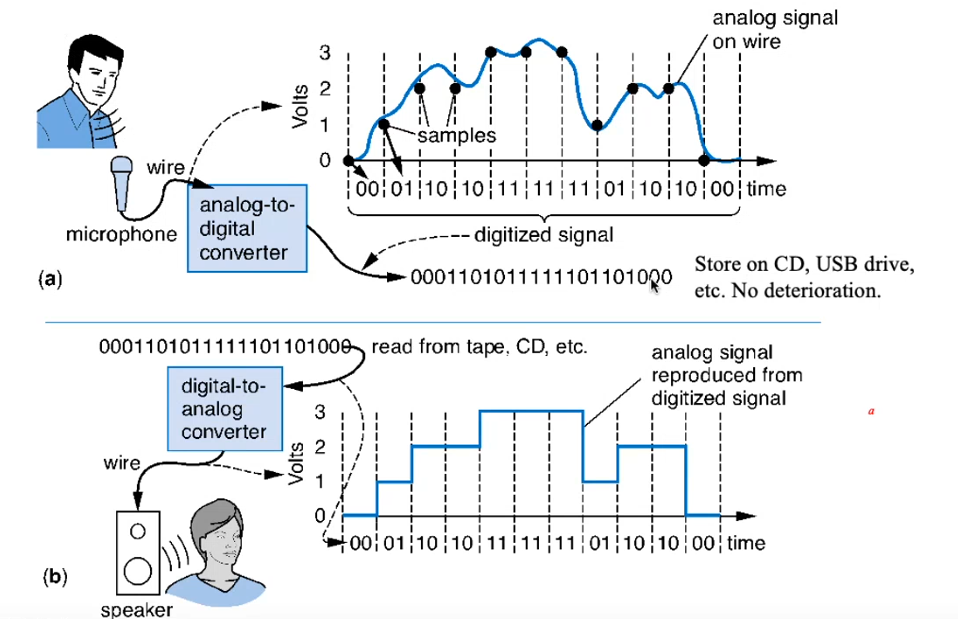 analog signal
on wire
3
2
1
0
Volts
samples
wire
00 01 10 10 11 11 11 01 10 10 00 time
microphone
analog-to-
digital
converter
digitized signal
(a)
0001101011111101101000
Store on CD, USB drive,
etc. No deterioration.
0001101011111101101000
read from tape, CD, etc.
digital-to-
analog
converter
analog signal
reproduced from
digitized signal
a
3
2
1
0
Volts
wire
00 01 10 10 11 11 11 01 10 10 00 time
(b)
speaker